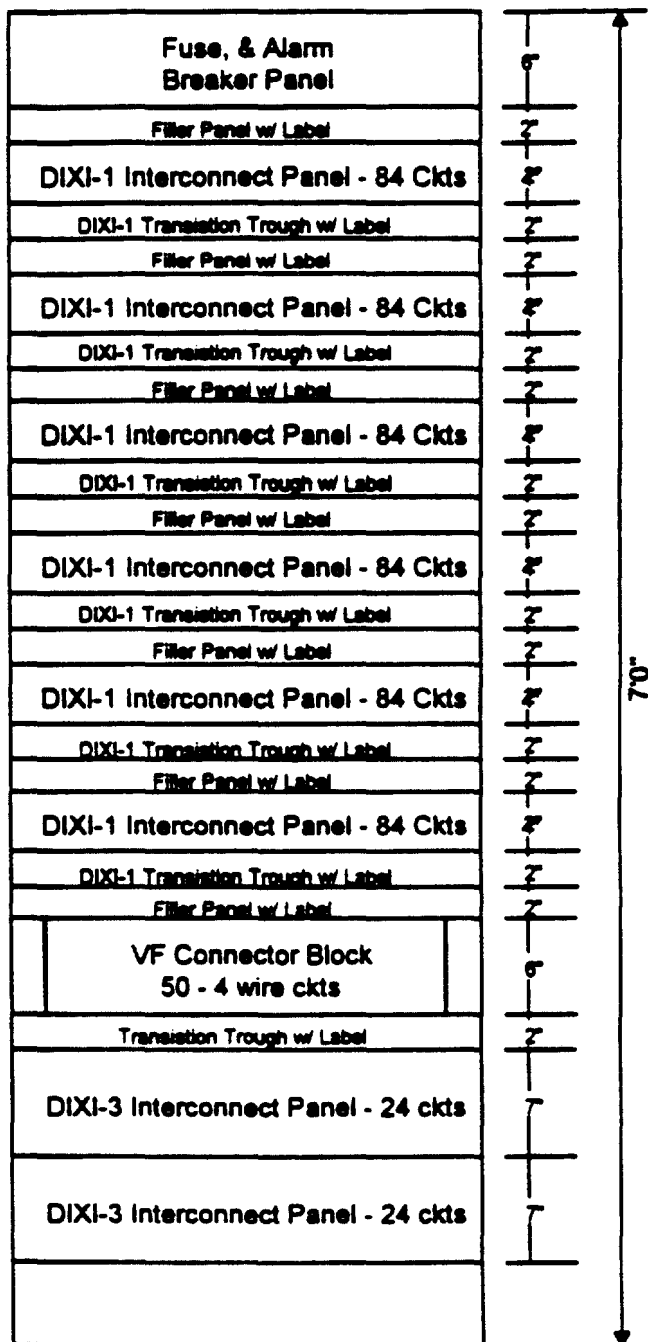 Fuse, & Alarm
Breaker Panel
6"
Filler Panel w/ Label
2"
DIXI-1 Interconnect Panel - 84 Ckts
4"
DIXI-1 Transistion Trough w/ Label
2"
Filler Panel w/ Label
2"
DIXI-1 Interconnect Panel - 84 Ckts
4"
DIXI-1 Transistion Trough w/ Label
2"
Filler Panel w/ Label
2"
DIXI-1 Interconnect Panel - 84 Ckts
4"
DIXI-1 Transistion Trough w/ Label
2"
Filler Panel w/ Label
2"
DIXI-1 Interconnect Panel - 84 Ckts
4"
DIXI-1 Transistion Trough w/ Label
2"
Filler Panel w/ Label
2"
DIXI-1 Interconnect Panel - 84 Ckts
4"
DIXI-1 Transistion Trough w/ Label
2"
Filler Panel w/ Label
2"
DIXI-1 Interconnect Panel - 84 Ckts
4"
DIXI-1 Transistion Trough w/ Label
2"
Filler Panel w/ Label
2"
VF Connector Block
50 - 4 wire ckts
6"
Transistion Trough w/ Label
2"
DIXI-3 Interconnect Panel - 24 ckts
7"
DIXI-3 Interconnect Panel - 24 ckts
7"
7'0"